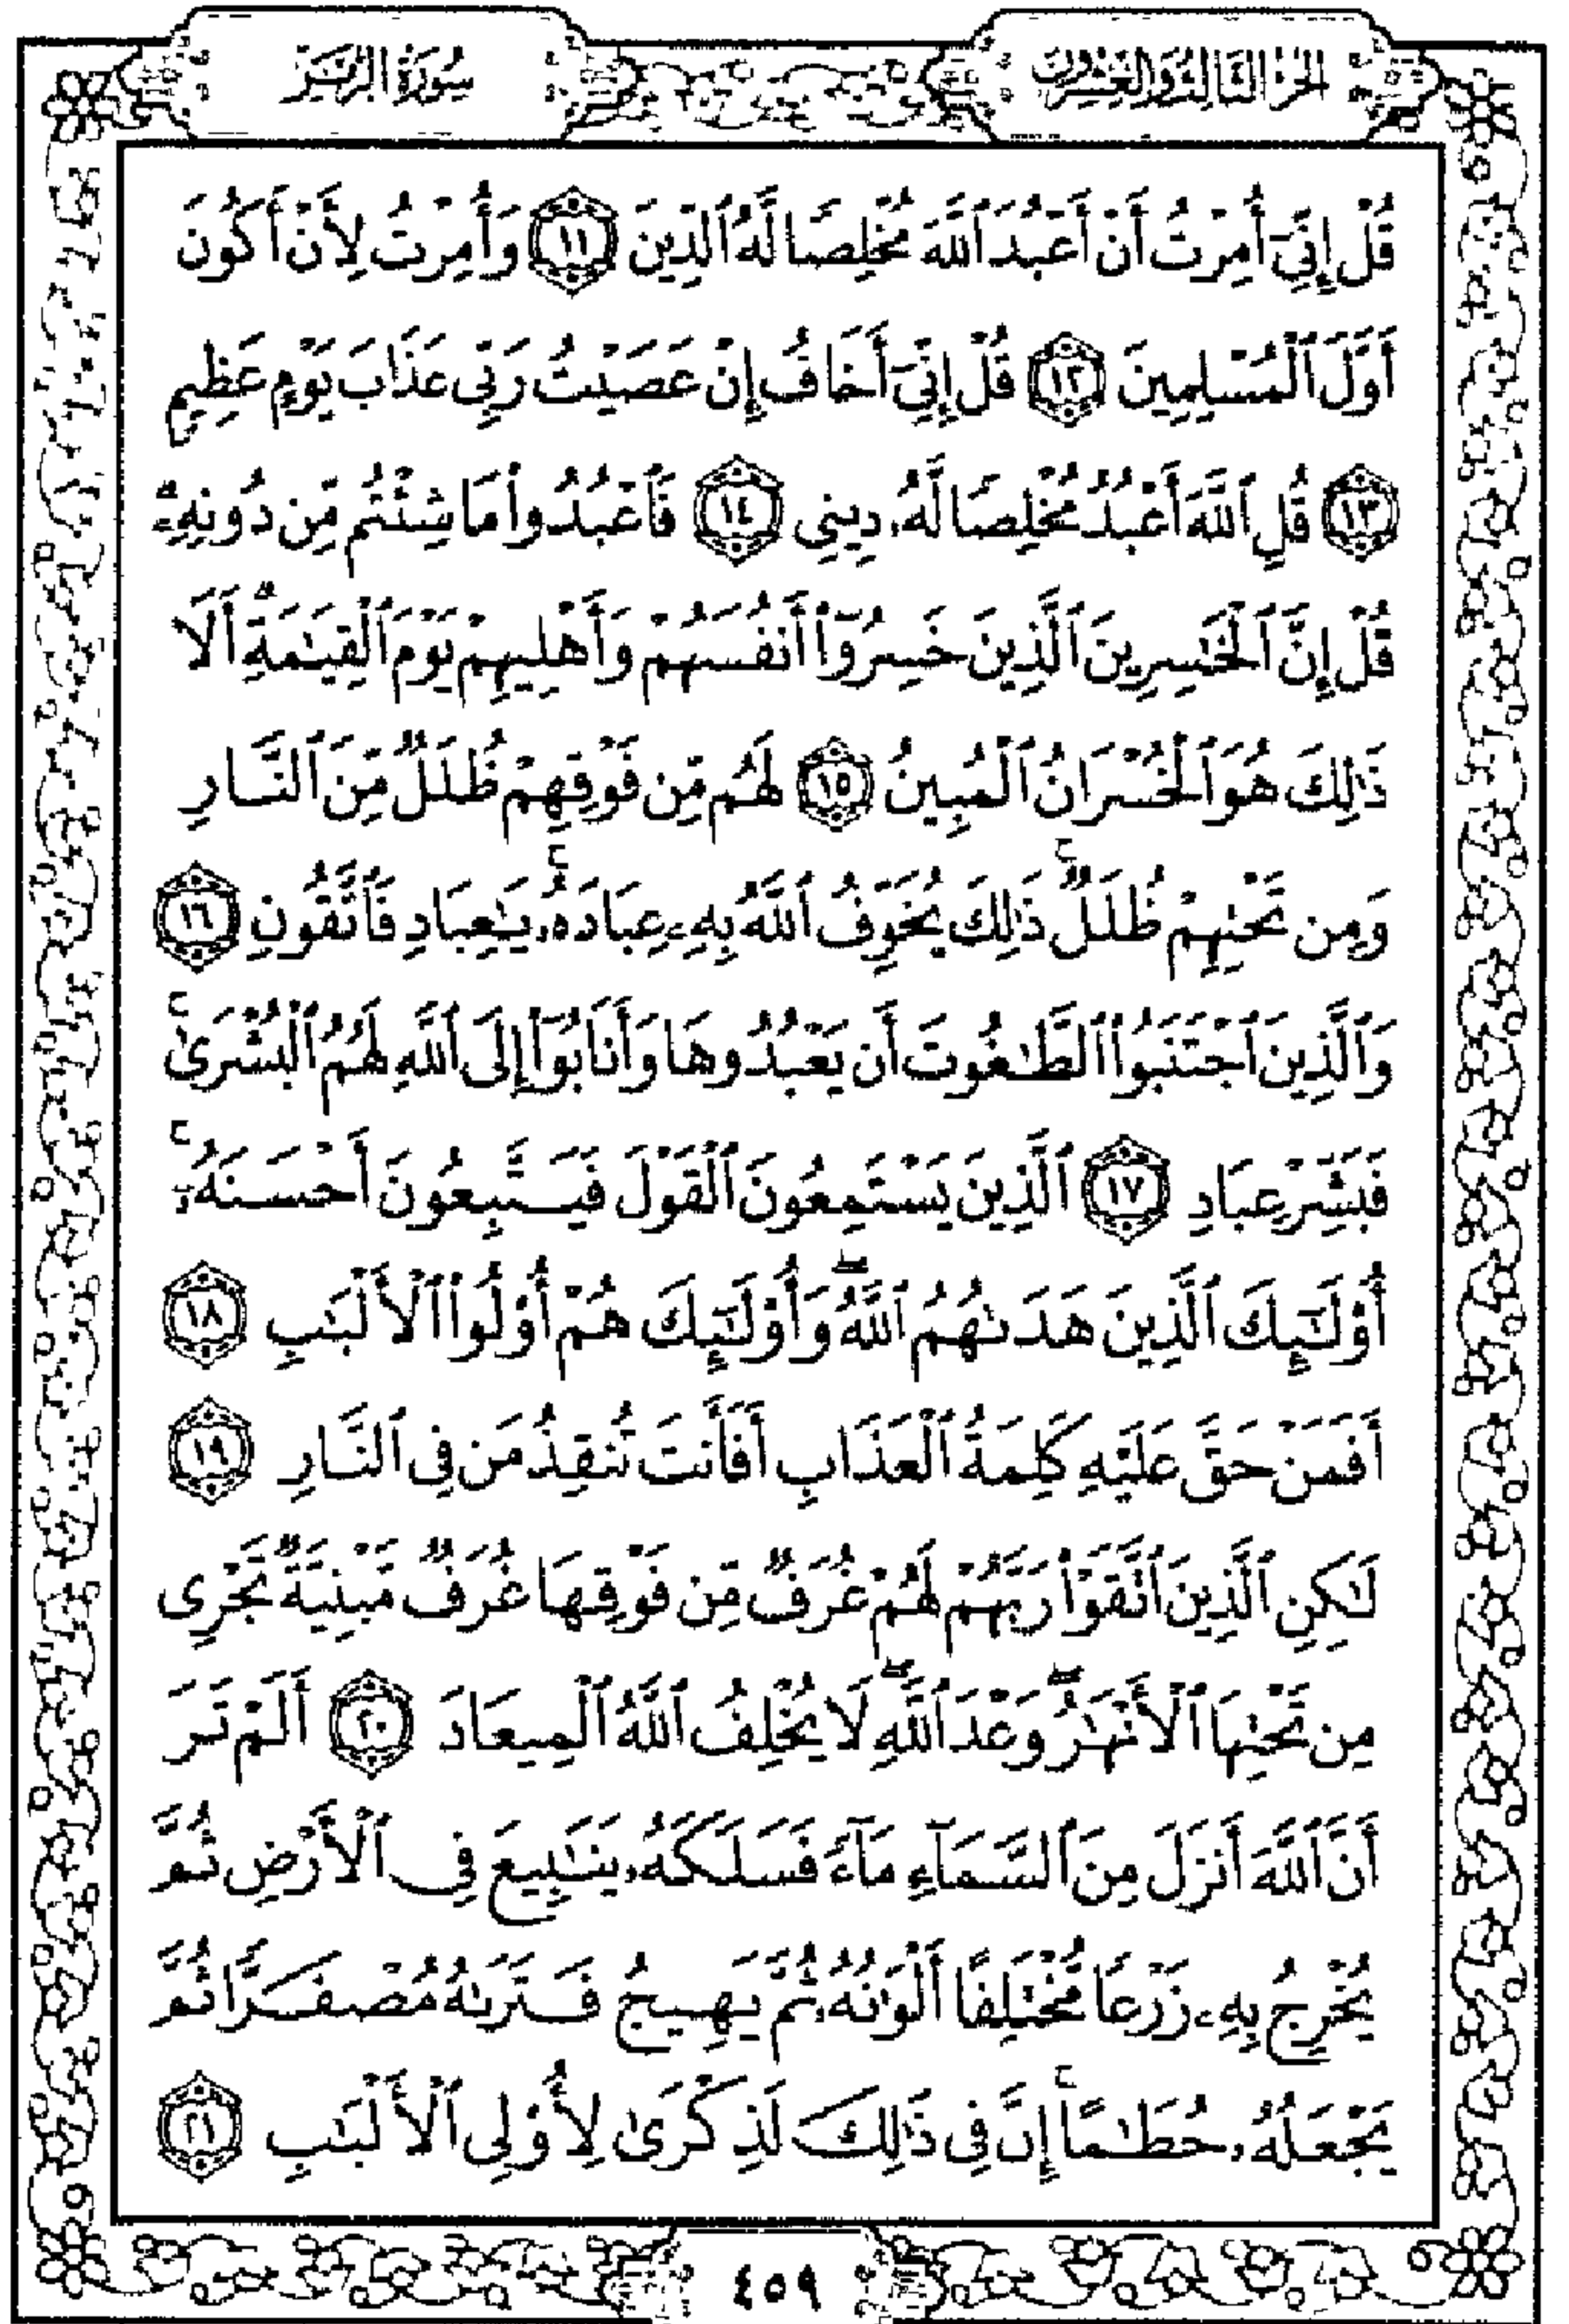 الجزء الثالث والعشرون
سورة الزمر
قُلْ إِنِّيٓ أُمِرْتُ أَنْ أَعْبُدَ ٱللَّهَ مُخْلِصًا لَّهُ ٱلدِّينَ ١١ وَأُمِرْتُ لِأَنْ أَكُونَ
أَوَّلَ ٱلْمُسْلِمِينَ ١٢ قُلْ إِنِّيٓ أَخَافُ إِنْ عَصَيْتُ رَبِّي عَذَابَ يَوْمٍ عَظِيمٍ
١٣ قُلِ ٱللَّهَ أَعْبُدُ مُخْلِصًا لَّهُۥ دِينِي ١٤ فَٱعْبُدُوا۟ مَا شِئْتُم مِّن دُونِهِۦۗ
قُلْ إِنَّ ٱلْخَٰسِرِينَ ٱلَّذِينَ خَسِرُوٓا۟ أَنفُسَهُمْ وَأَهْلِيهِمْ يَوْمَ ٱلْقِيَٰمَةِۗ أَلَا
ذَٰلِكَ هُوَ ٱلْخُسْرَانُ ٱلْمُبِينُ ١٥ لَهُم مِّن فَوْقِهِمْ ظُلَلٌ مِّنَ ٱلنَّارِ
وَمِن تَحْتِهِمْ ظُلَلٌۚ ذَٰلِكَ يُخَوِّفُ ٱللَّهُ بِهِۦ عِبَادَهُۥۚ يَٰعِبَادِ فَٱتَّقُونِ ١٦
وَٱلَّذِينَ ٱجْتَنَبُوا۟ ٱلطَّٰغُوتَ أَن يَعْبُدُوهَا وَأَنَابُوٓا۟ إِلَى ٱللَّهِ لَهُمُ ٱلْبُشْرَىٰۚ
فَبَشِّرْ عِبَادِ ١٧ ٱلَّذِينَ يَسْتَمِعُونَ ٱلْقَوْلَ فَيَتَّبِعُونَ أَحْسَنَهُۥٓۚ
أُو۟لَٰٓئِكَ ٱلَّذِينَ هَدَىٰهُمُ ٱللَّهُۖ وَأُو۟لَٰٓئِكَ هُمْ أُو۟لُوا۟ ٱلْأَلْبَٰبِ ١٨
أَفَمَنْ حَقَّ عَلَيْهِ كَلِمَةُ ٱلْعَذَابِ أَفَأَنتَ تُنقِذُ مَن فِى ٱلنَّارِ ١٩
لَٰكِنِ ٱلَّذِينَ ٱتَّقَوْا۟ رَبَّهُمْ لَهُمْ غُرَفٌ مِّن فَوْقِهَا غُرَفٌ مَّبْنِيَّةٌ تَجْرِى
مِن تَحْتِهَا ٱلْأَنْهَٰرُۖ وَعْدَ ٱللَّهِۖ لَا يُخْلِفُ ٱللَّهُ ٱلْمِيعَادَ ٢٠ أَلَمْ تَرَ
أَنَّ ٱللَّهَ أَنزَلَ مِنَ ٱلسَّمَآءِ مَآءً فَسَلَكَهُۥ يَنَٰبِيعَ فِى ٱلْأَرْضِ ثُمَّ
يُخْرِجُ بِهِۦ زَرْعًا مُّخْتَلِفًا أَلْوَٰنُهُۥ ثُمَّ يَهِيجُ فَتَرَىٰهُ مُصْفَرًّا ثُمَّ
يَجْعَلُهُۥ حُطَٰمًاۚ إِنَّ فِى ذَٰلِكَ لَذِكْرَىٰ لِأُو۟لِى ٱلْأَلْبَٰبِ ٢١
٤٥٩